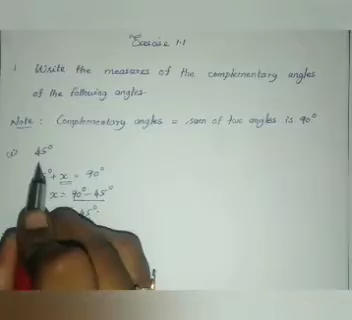 Exercise 1.1
1. Write the measures of the complementary angles
of the following angles.
Note : Complementary angles = sum of two angles is 90°
(i) 45°
+ x = 90°
x = 90° - 45°
45°.